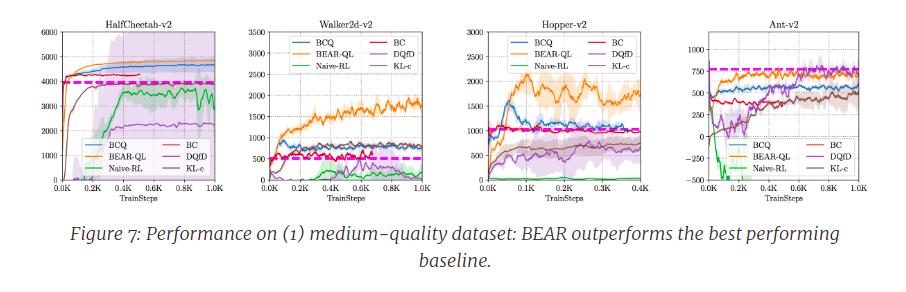 HalfCheetah-v2
6000
5000
4000
3000
2000
1000
0
BCQ
BEAR-QL
Naive-RL
BC
DQfD
KL-c
0.0K 0.2K 0.4K 0.6K 0.8K 1.0K
TrainSteps
Walker2d-v2
3500
3000
2500
2000
1500
1000
500
0
BCQ
BEAR-QL
Naive-RL
BC
DQfD
KL-c
0.0K 0.2K 0.4K 0.6K 0.8K 1.0K
TrainSteps
Hopper-v2
3000
2500
2000
1500
1000
500
BCQ
BEAR-QL
Naive-RL
BC
DQfD
KL-c
0.0K 0.1K 0.2K 0.3K 0.4K
TrainSteps
Ant-v2
1000
750
500
250
0
−250
−500
BCQ
BEAR-QL
Naive-RL
BC
DQfD
KL-c
0.0K 0.2K 0.4K 0.6K 0.8K 1.0K
TrainSteps
Figure 7: Performance on (1) medium-quality dataset: BEAR outperforms the best performing
baseline.